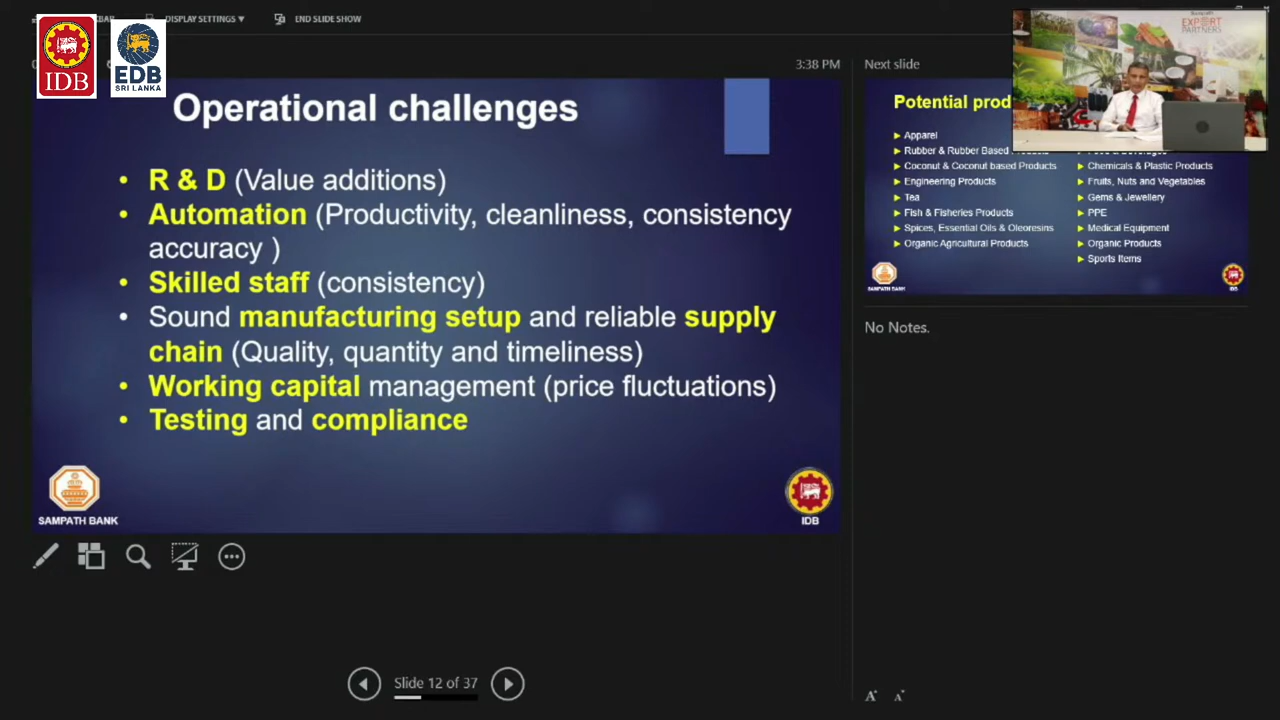 DISPLAY SETTINGS ▼
END SLIDE SHOW
IDB
EDB
SRI LANKA
3:38 PM
Next slide
EXPORT
PARTNERS
Operational challenges
• R & D (Value additions)
• Automation (Productivity, cleanliness, consistency
accuracy )
• Skilled staff (consistency)
• Sound manufacturing setup and reliable supply
chain (Quality, quantity and timeliness)
• Working capital management (price fluctuations)
• Testing and compliance
SAMPATH BANK
IDB
Potential
Apparel
Rubber & Rubber Based
Coconut & Coconut based Products
Engineering Products
Tea
Fish & Fisheries Products
Spices, Essential Oils & Oleoresins
Organic Agricultural Products
Chemicals & Plastic Products
Fruits, Nuts and Vegetables
Gems & Jewellery
PPE
Medical Equipment
Organic Products
Sports Items
SAMPATH BANK
IDB
No Notes.
Slide 12 of 37
A A